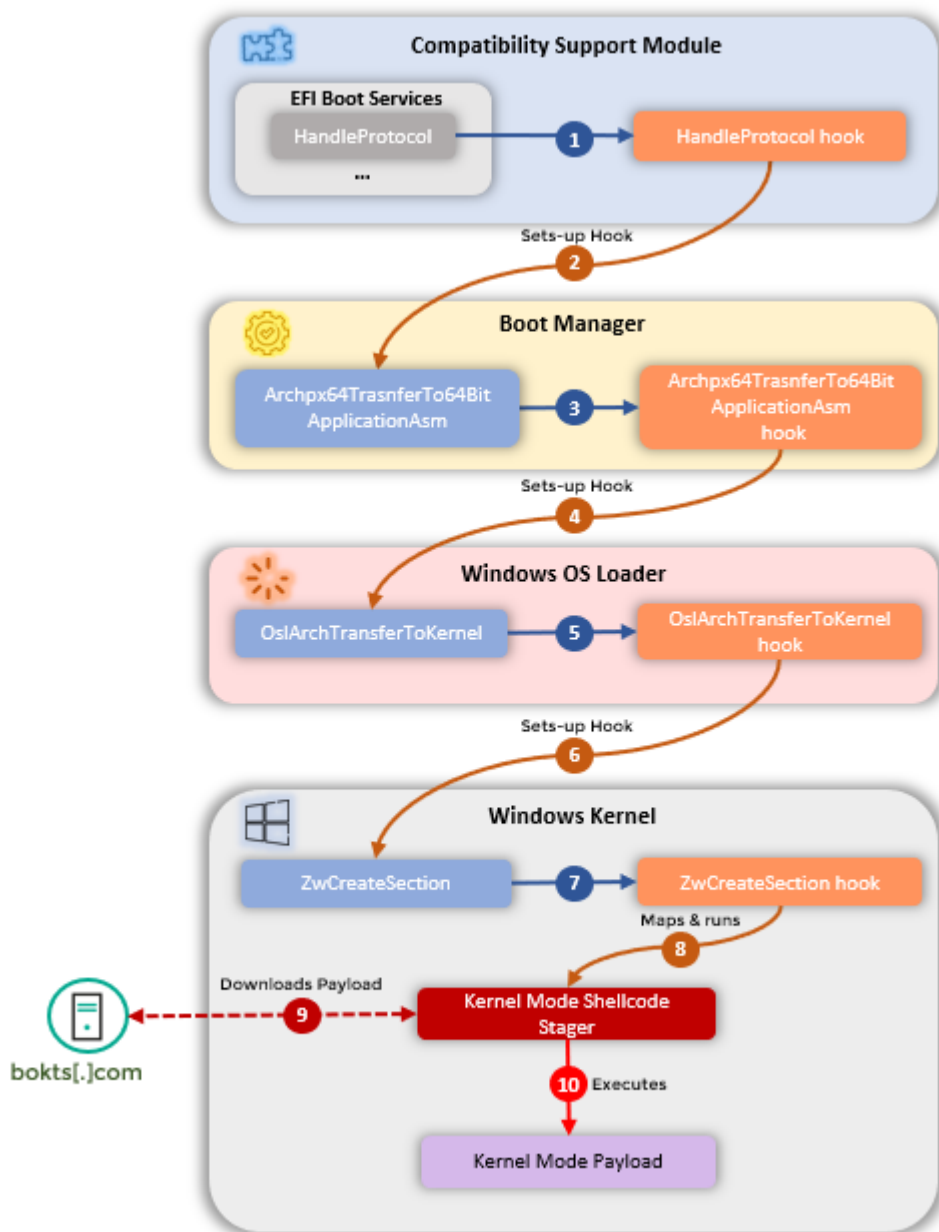 Compatibility Support Module
EFI Boot Services
HandleProtocol
...
1
HandleProtocol hook
Sets-up Hook
2
Boot Manager
Archpx64TrasnferTo64Bit
ApplicationAsm
3
Archpx64TrasnferTo64Bit
ApplicationAsm
hook
Sets-up Hook
4
Windows OS Loader
OslArchTransferToKernel
5
OslArchTransferToKernel
hook
Sets-up Hook
6
Windows Kernel
ZwCreateSection
7
ZwCreateSection hook
Maps & runs
8
Downloads Payload
9
bokts[.]com
Kernel Mode Shellcode
Stager
10 Executes
Kernel Mode Payload